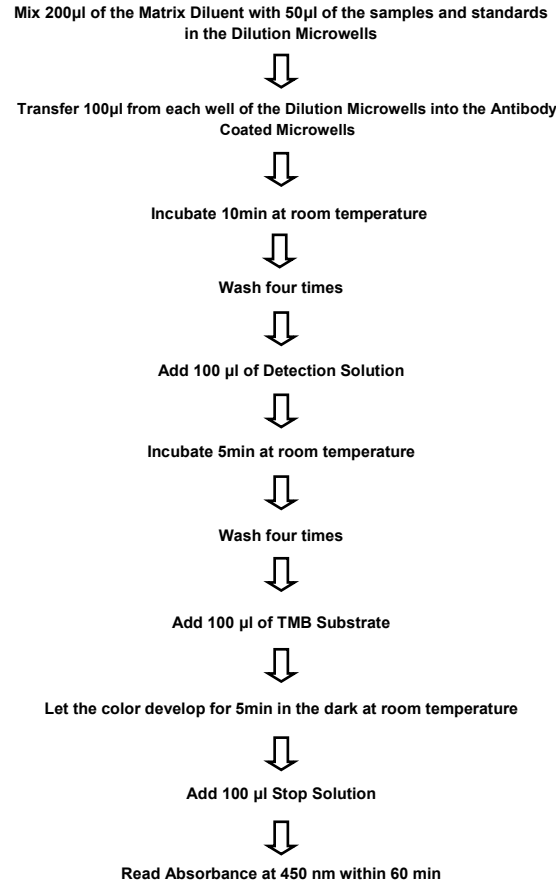 Mix 200µl of the Matrix Diluent with 50µl of the samples and standards
in the Dilution Microwells
Transfer 100µl from each well of the Dilution Microwells into the Antibody
Coated Microwells
Incubate 10min at room temperature
Wash four times
Add 100 µl of Detection Solution
Incubate 5min at room temperature
Wash four times
Add 100 µl of TMB Substrate
Let the color develop for 5min in the dark at room temperature
Add 100 µl Stop Solution
Read Absorbance at 450 nm within 60 min